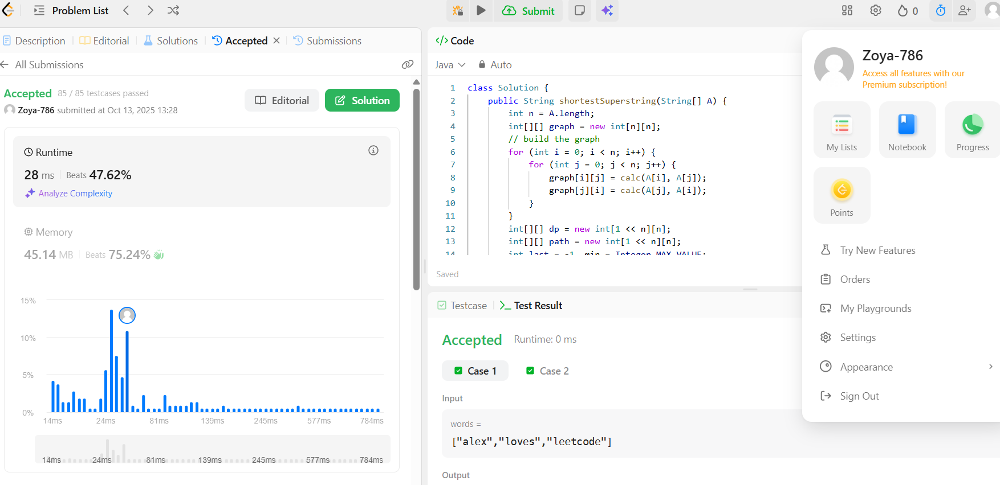 Problem List
Submit
0
Description
Editorial
Solutions
Accepted
Submissions
All Submissions
Accepted 85 / 85 testcases passed
Zoya-786 submitted at Oct 13, 2025 13:28
Editorial
Solution
Runtime
28 ms Beats 47.62%
Analyze Complexity
Memory
45.14 MB Beats 75.24%
15%
10%
5%
0%
14ms 24ms 81ms 139ms 245ms 577ms 784ms
14ms 24ms 81ms 139ms 245ms 577ms 784ms
</> Code
Java Auto
1 class Solution {
2 public String shortestSuperstring(String[] A) {
3 int n = A.length;
4 int[][] graph = new int[n][n];
5 // build the graph
6 for (int i = 0; i < n; i++) {
7 for (int j = 0; j < n; j++) {
8 graph[i][j] = calc(A[i], A[j]);
9 graph[j][i] = calc(A[j], A[i]);
10 }
11 }
12 int[][] dp = new int[1 << n][n];
13 int[][] path = new int[1 << n][n];
14 int last = -1, min = Integer.MAX_VALUE;
Saved
Testcase
Test Result
Accepted Runtime: 0 ms
Case 1 Case 2
Input
words =
["alex","loves","leetcode"]
Output
Zoya-786
Access all features with our
Premium subscription!
My Lists
Notebook
Progress
Points
Try New Features
Orders
My Playgrounds
Settings
Appearance
Sign Out